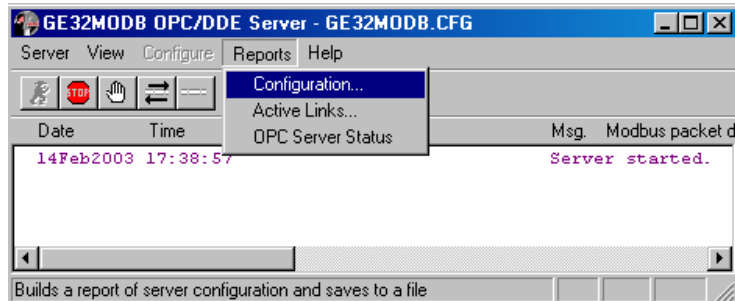 GE32MODB OPC/DDE Server - GE32MODB.CFG
Server View Configure Reports Help
Configuration...
Active Links...
OPC Server Status
STOP
Date Time Msg. Modbus packet d
14Feb2003 17:38:57 Server started.
Builds a report of server configuration and saves to a file